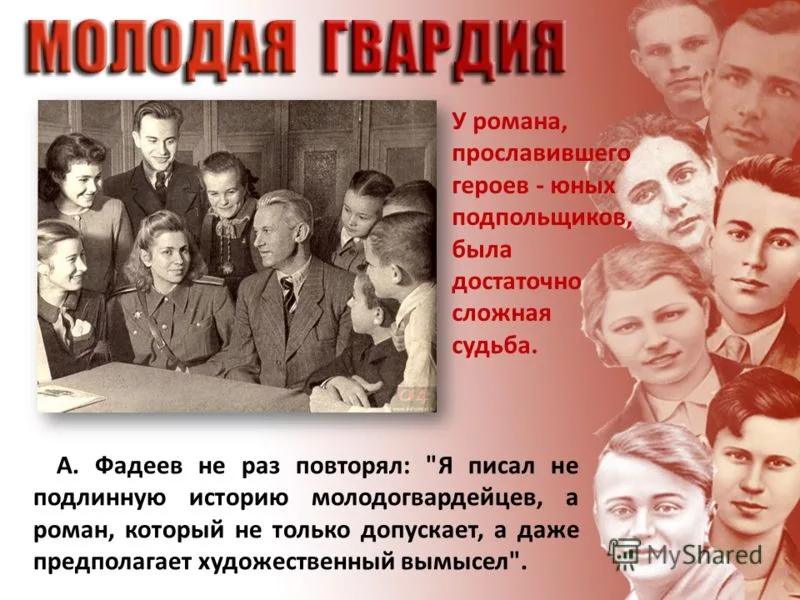 МОЛОДАЯ ГВАРДИЯ
У романа,
прославившего
героев - юных
подпольщиков,
была
достаточно
сложная
судьба.
А. Фадеев не раз повторял: "Я писал не
подлинную историю молодогвардейцев, а
роман, который не только допускает, а даже
предполагает художественный вымысел".
MyShared